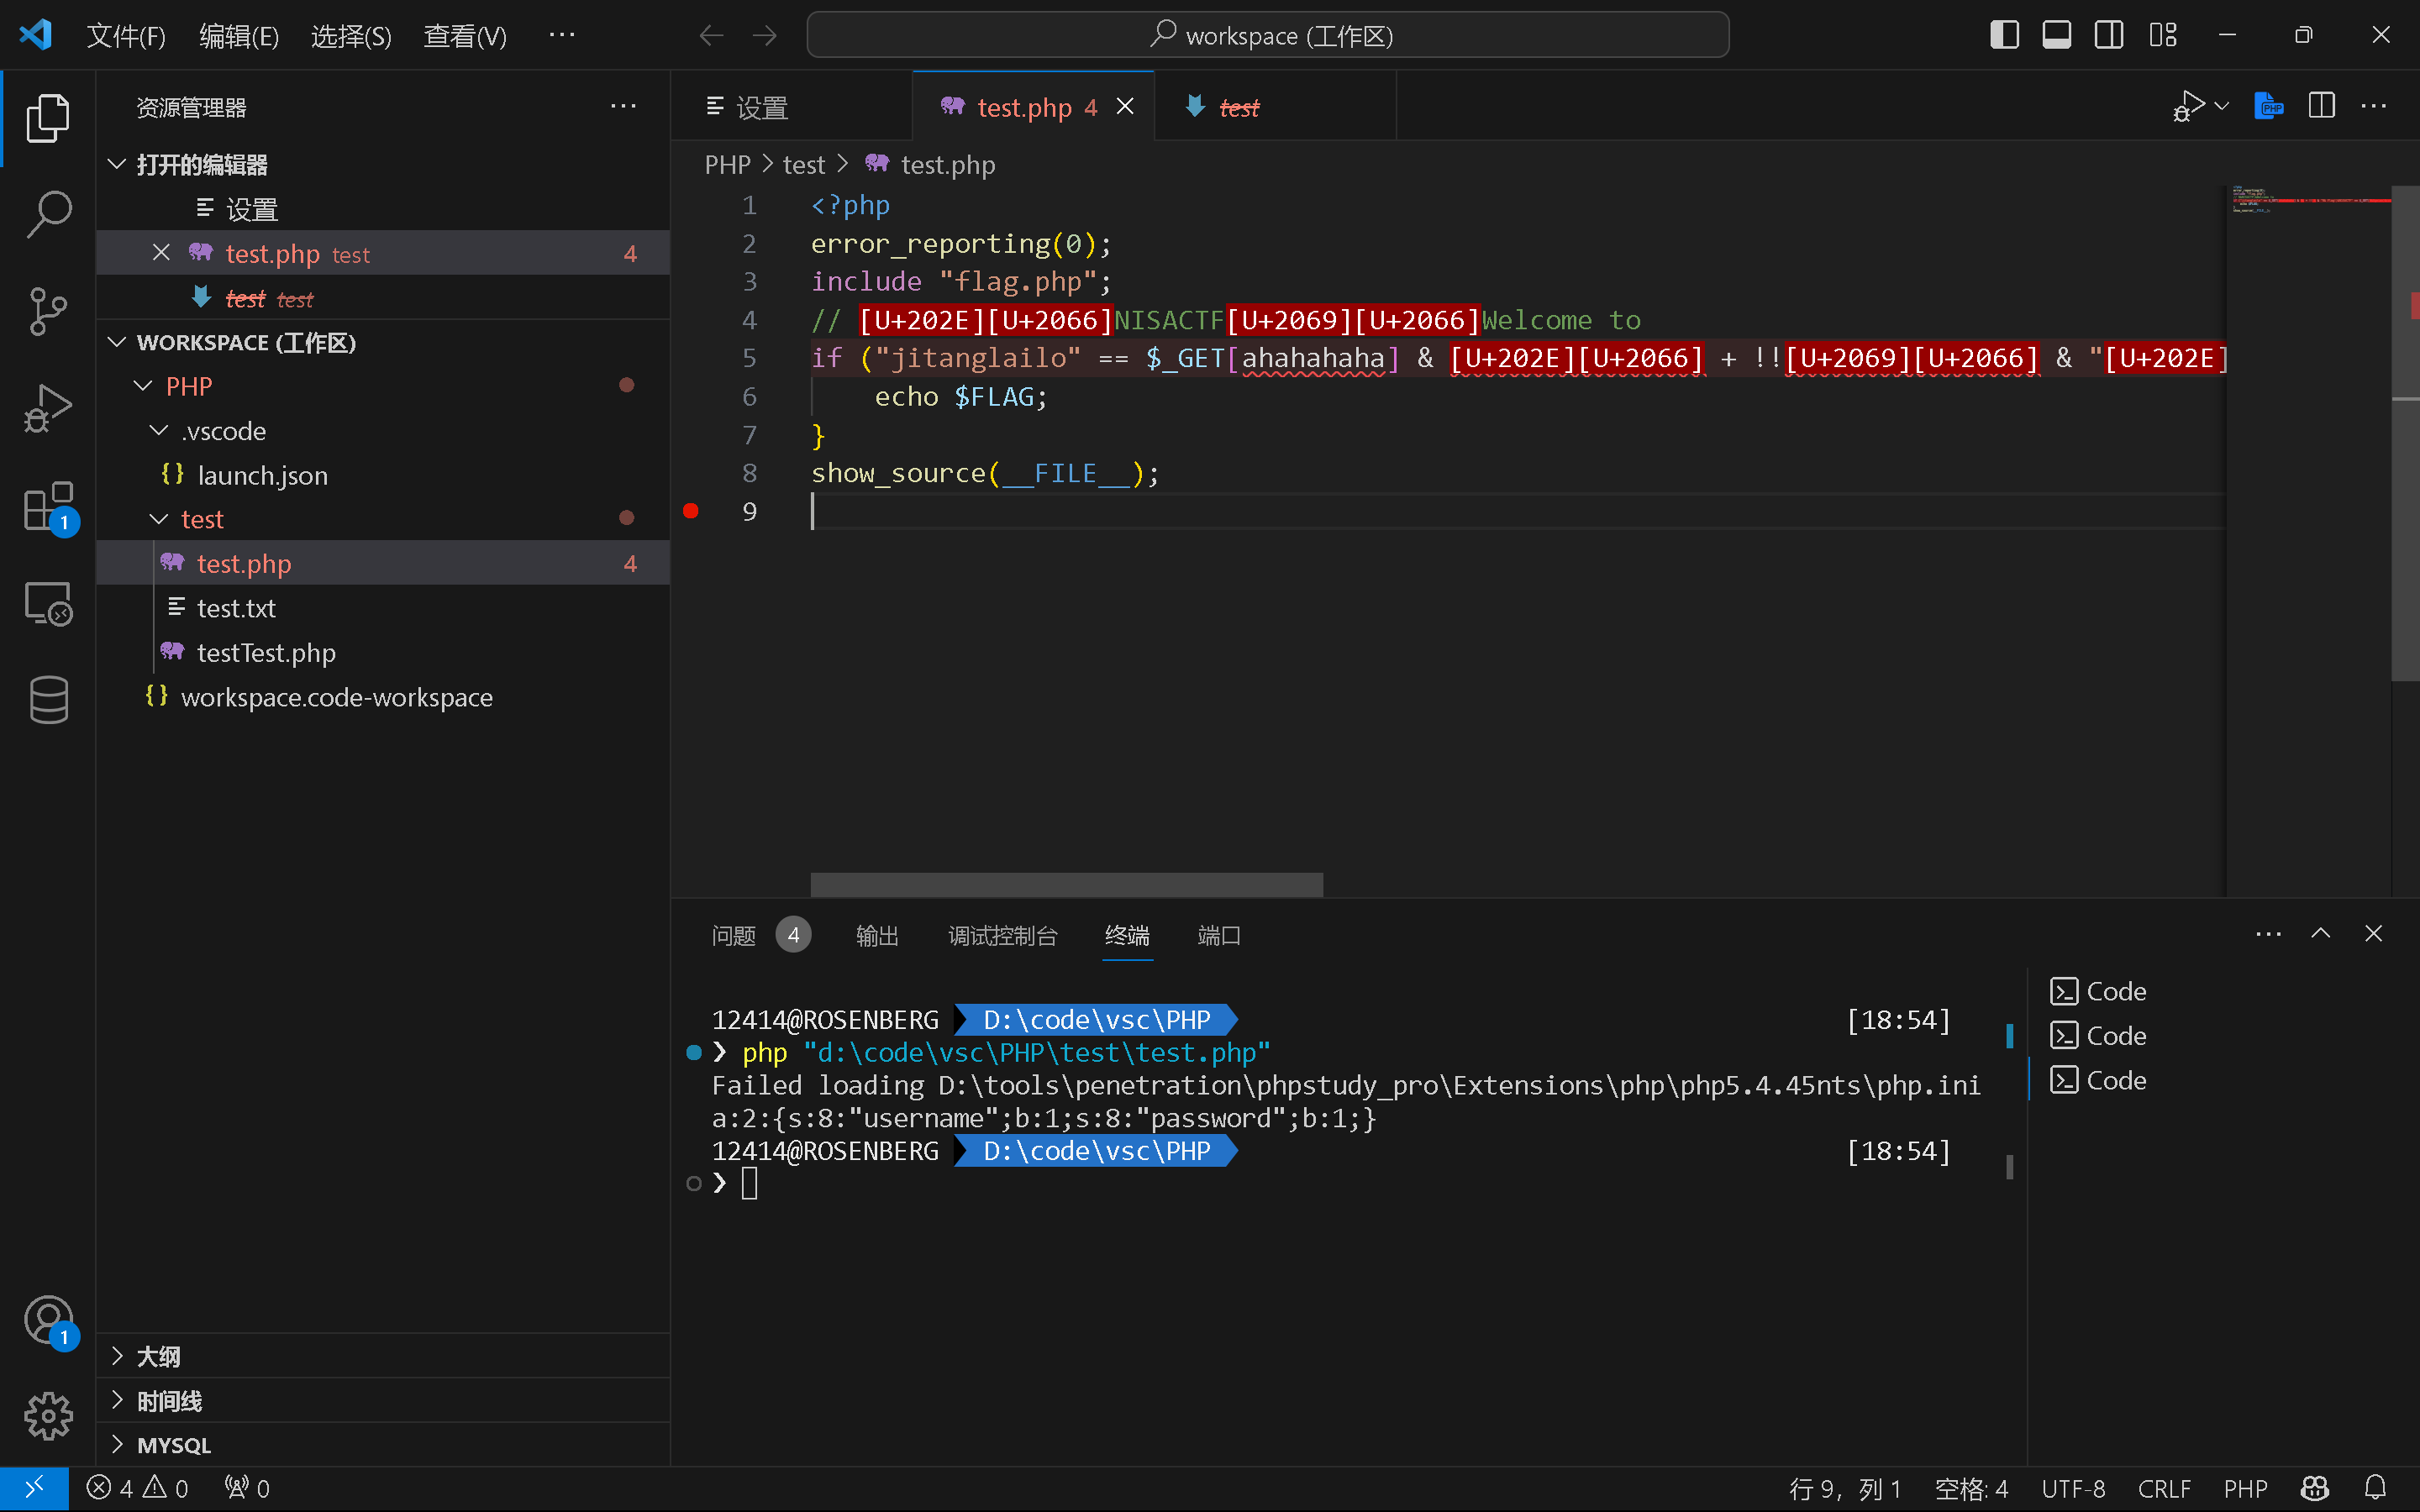 文件(F) 编辑(E) 选择(S) 查看(V) ··· workspace (工作区)
资源管理器 ···
打开的编辑器
设置
test.php test 4
test test
WORKSPACE (工作区)
PHP
.vscode
{} launch.json
test
test.php 4
test.txt
testTest.php
{} workspace.code-workspace
大纲
时间线
MYSQL
1
1
设置 test.php 4 test
PHP > test > test.php
1 <?php
2 error_reporting(0);
3 include "flag.php";
4 // [U+202E][U+2066]NISACTF[U+2069][U+2066]Welcome to
5 if ("jitanglailo" == $_GET[ahahahaha] & [U+202E][U+2066] + !![U+2069][U+2066] & "[U+202E]
6 echo $FLAG;
7 }
8 show_source(__FILE__);
9
问题 4 输出 调试控制台 终端 端口
12414@ROSENBERG D:\code\vsc\PHP [18:54]
❯ php "d:\code\vsc\PHP\test\test.php"
Failed loading D:\tools\penetration\phpstudy_pro\Extensions\php\php5.4.45nts\php.ini
a:2:{s:8:"username";b:1;s:8:"password";b:1;}
12414@ROSENBERG D:\code\vsc\PHP [18:54]
❯
Code
Code
Code
4 0 0 行 9，列 1 空格: 4 UTF-8 CRLF PHP